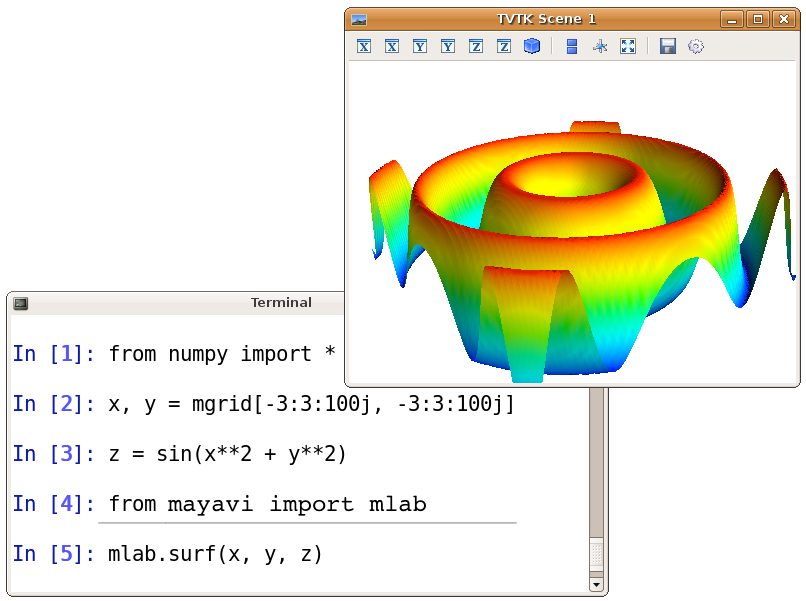 TVTK Scene 1
X X Y Y Z Z
Terminal
In [1]: from numpy import *
In [2]: x, y = mgrid[-3:3:100j, -3:3:100j]
In [3]: z = sin(x**2 + y**2)
In [4]: from mayavi import mlab
In [5]: mlab.surf(x, y, z)